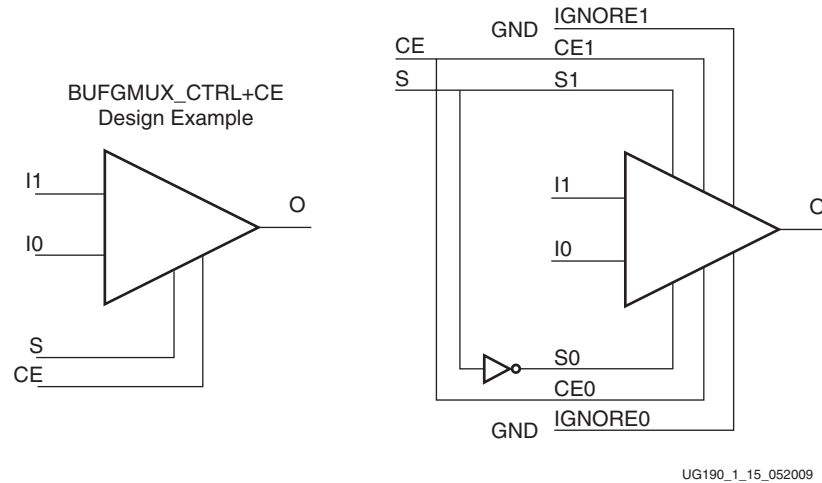 BUFGMUX_CTRL+CE
Design Example
I1
I0
O
S
CE
GND
IGNORE1
CE
CE1
S
S1
I1
I0
O
S0
CE0
GND
IGNORE0
UG190_1_15_052009